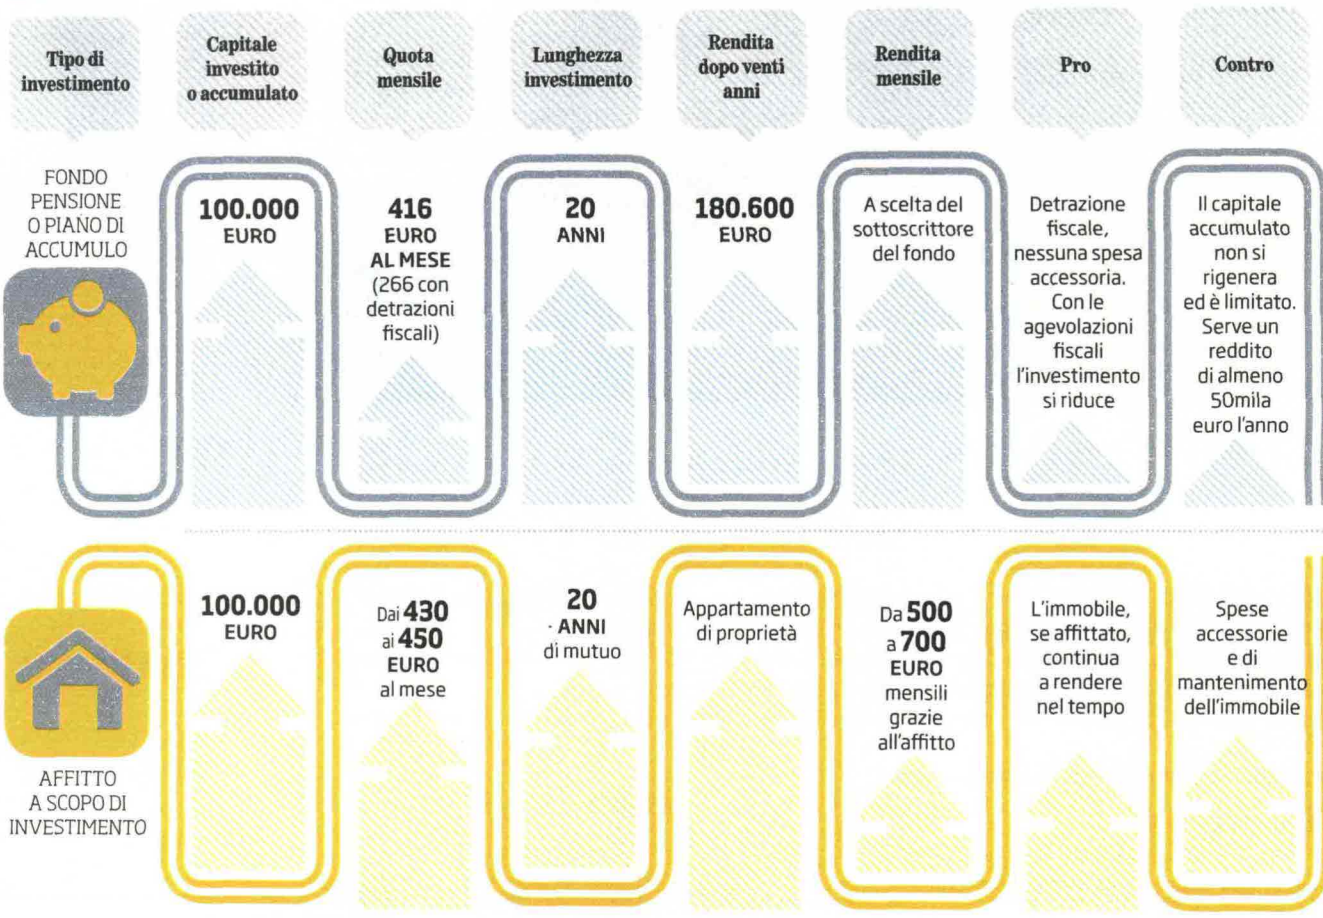 Tipo di
investimento
Capitale
investito
o accumulato
Quota
mensile
Lunghezza
investimento
Rendita
dopo venti
anni
Rendita
mensile
Pro
Contro
FONDO
PENSIONE
O PIANO DI
ACCUMULO
100.000
EURO
416
EURO
AL MESE
(266 con
detrazioni
fiscali)
20
ANNI
180.600
EURO
A scelta del
sottoscrittore
del fondo
Detrazione
fiscale,
nessuna spesa
accessoria.
Con le
agevolazioni
fiscali
l'investimento
si riduce
Il capitale
accumulato
non si
rigenera
ed è limitato.
Serve un
reddito
di almeno
50mila
euro l'anno
AFFITTO
A SCOPO DI
INVESTIMENTO
100.000
EURO
Dai 430
ai 450
EURO
al mese
20
ANNI
di mutuo
Appartamento
di proprietà
Da 500
a 700
EURO
mensili
grazie
all'affitto
L'immobile,
se affittato,
continua
a rendere
nel tempo
Spese
accessorie
e di
mantenimento
dell'immobile